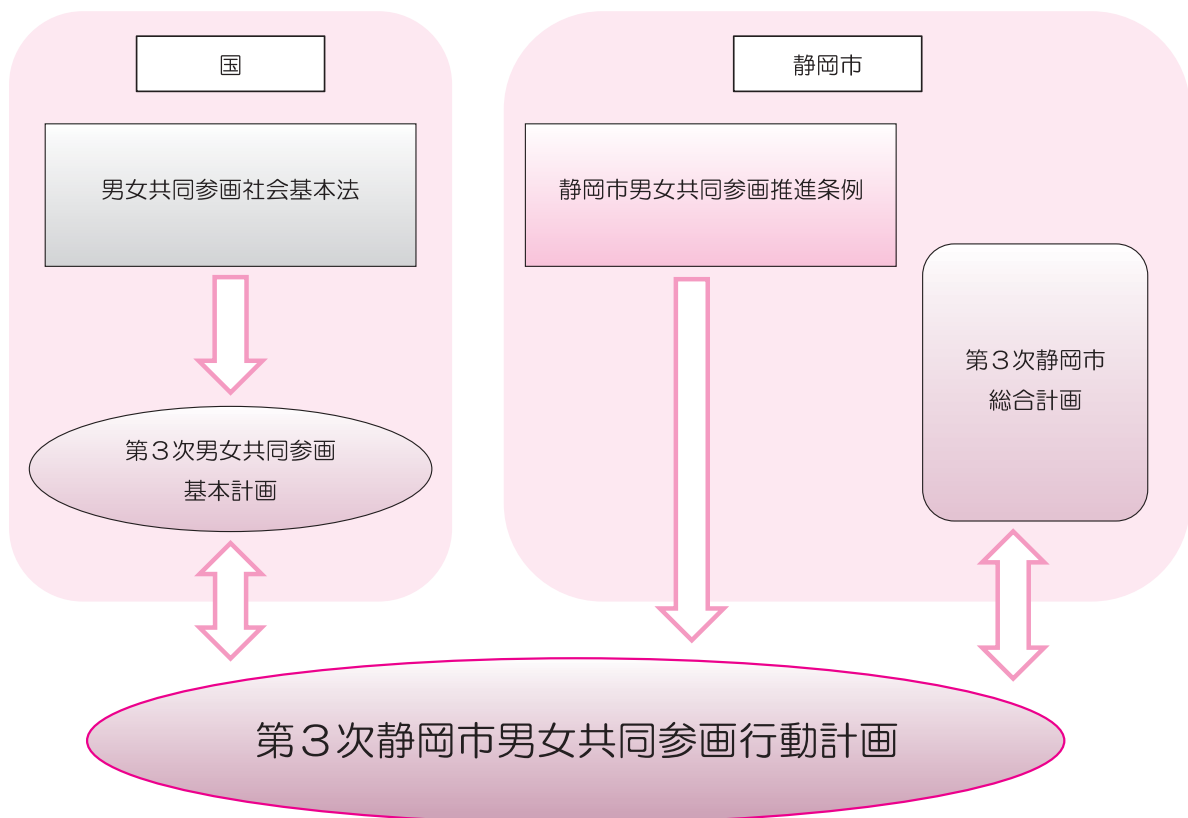 国
男女共同参画社会基本法
第３次男女共同参画
基本計画
静岡市
静岡市男女共同参画推進条例
第３次静岡市
総合計画
第３次静岡市男女共同参画行動計画